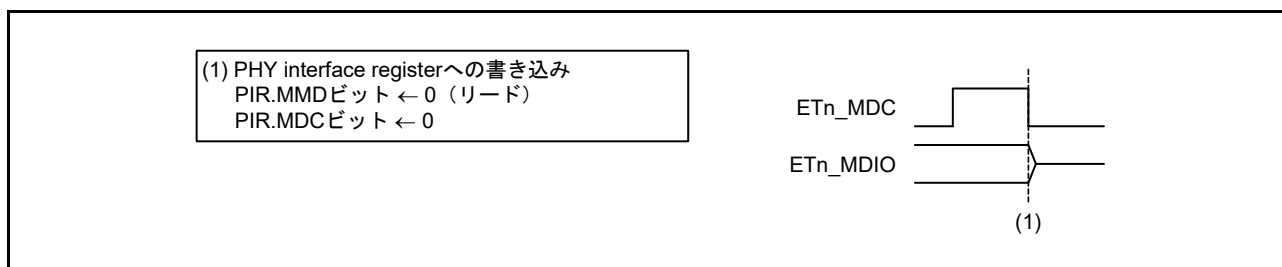 (1) PHY interface registerへの書き込み
PIR.MMDビット ← 0（リード）
PIR.MDCビット ← 0
ETn_MDC
ETn_MDIO
(1)